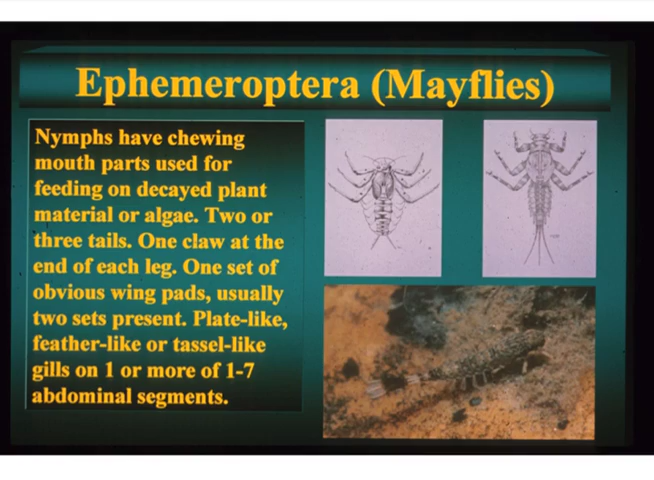 Ephemeroptera (Mayflies)
Nymphs have chewing
mouth parts used for
feeding on decayed plant
material or algae. Two or
three tails. One claw at the
end of each leg. One set of
obvious wing pads, usually
two sets present. Plate-like,
feather-like or tassel-like
gills on 1 or more of 1-7
abdominal segments.